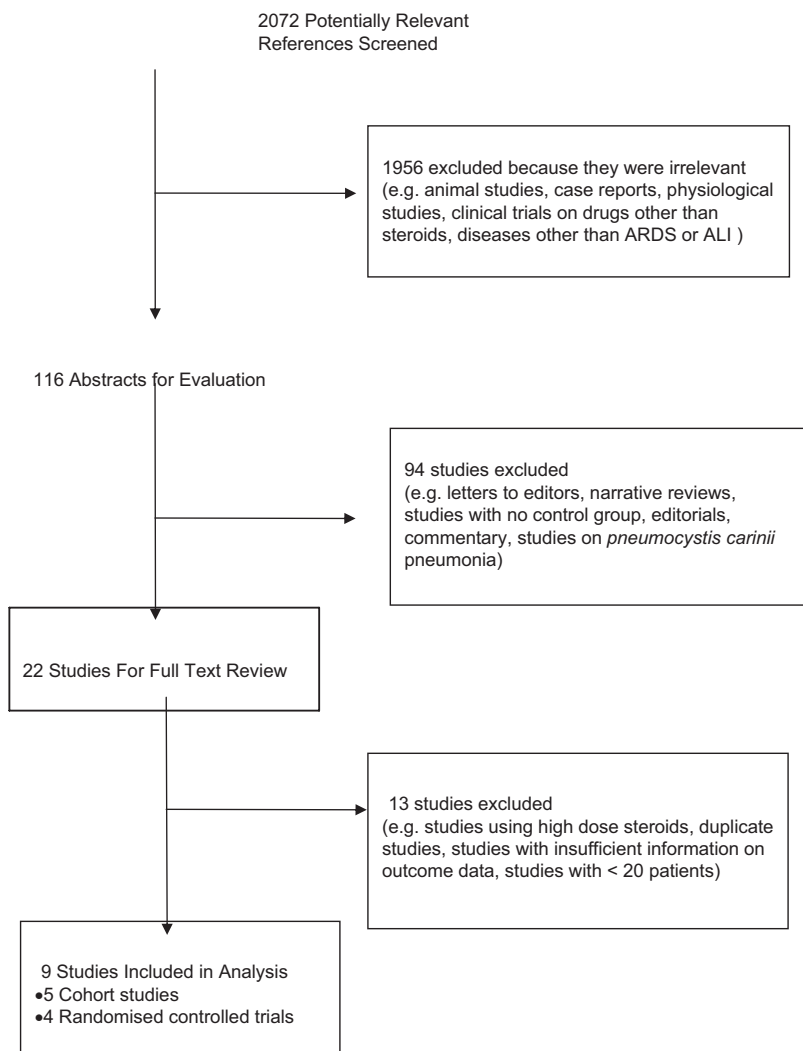 2072 Potentially Relevant
References Screened
1956 excluded because they were irrelevant
(e.g. animal studies, case reports, physiological
studies, clinical trials on drugs other than
steroids, diseases other than ARDS or ALI )
116 Abstracts for Evaluation
94 studies excluded
(e.g. letters to editors, narrative reviews,
studies with no control group, editorials,
commentary, studies on pneumocystis carinii
pneumonia)
22 Studies For Full Text Review
13 studies excluded
(e.g. studies using high dose steroids, duplicate
studies, studies with insufficient information on
outcome data, studies with < 20 patients)
9 Studies Included in Analysis
•5 Cohort studies
•4 Randomised controlled trials